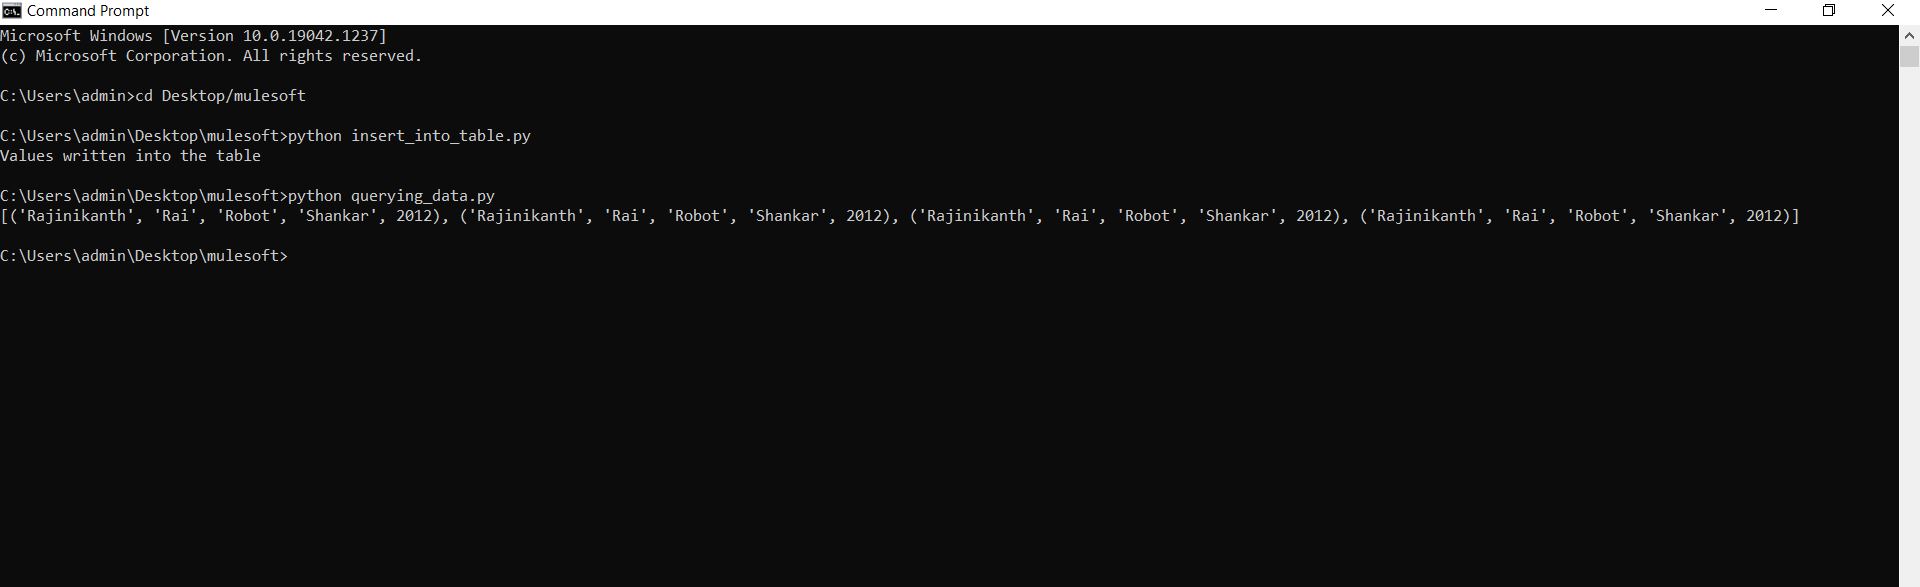 Command Prompt
Microsoft Windows [Version 10.0.19042.1237]
(c) Microsoft Corporation. All rights reserved.
C:\Users\admin>cd Desktop/mulesoft
C:\Users\admin\Desktop\mulesoft>python insert_into_table.py
Values written into the table
C:\Users\admin\Desktop\mulesoft>python querying_data.py
[('Rajinikanth', 'Rai', 'Robot', 'Shankar', 2012), ('Rajinikanth', 'Rai', 'Robot', 'Shankar', 2012), ('Rajinikanth', 'Rai', 'Robot', 'Shankar', 2012), ('Rajinikanth', 'Rai', 'Robot', 'Shankar', 2012)]
C:\Users\admin\Desktop\mulesoft>